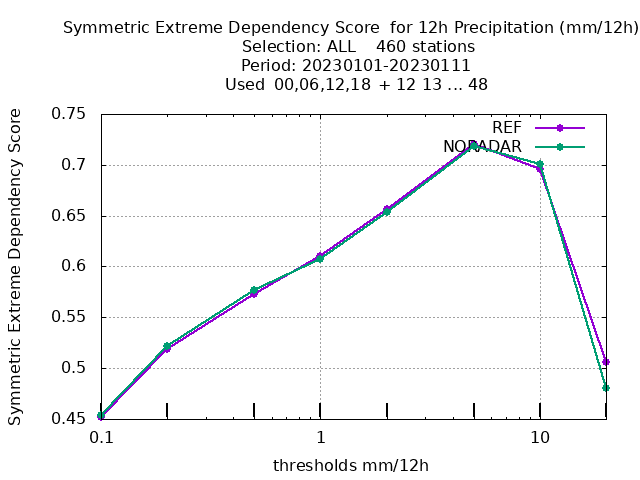 Symmetric Extreme Dependency Score for 12h Precipitation (mm/12h)
Selection: ALL 460 stations
Period: 20230101-20230111
Used 00,06,12,18 + 12 13 ... 48
Symmetric Extreme Dependency Score
0.75
0.7
0.65
0.6
0.55
0.5
0.45
REF
NORADAR
0.1
1
10
thresholds mm/12h